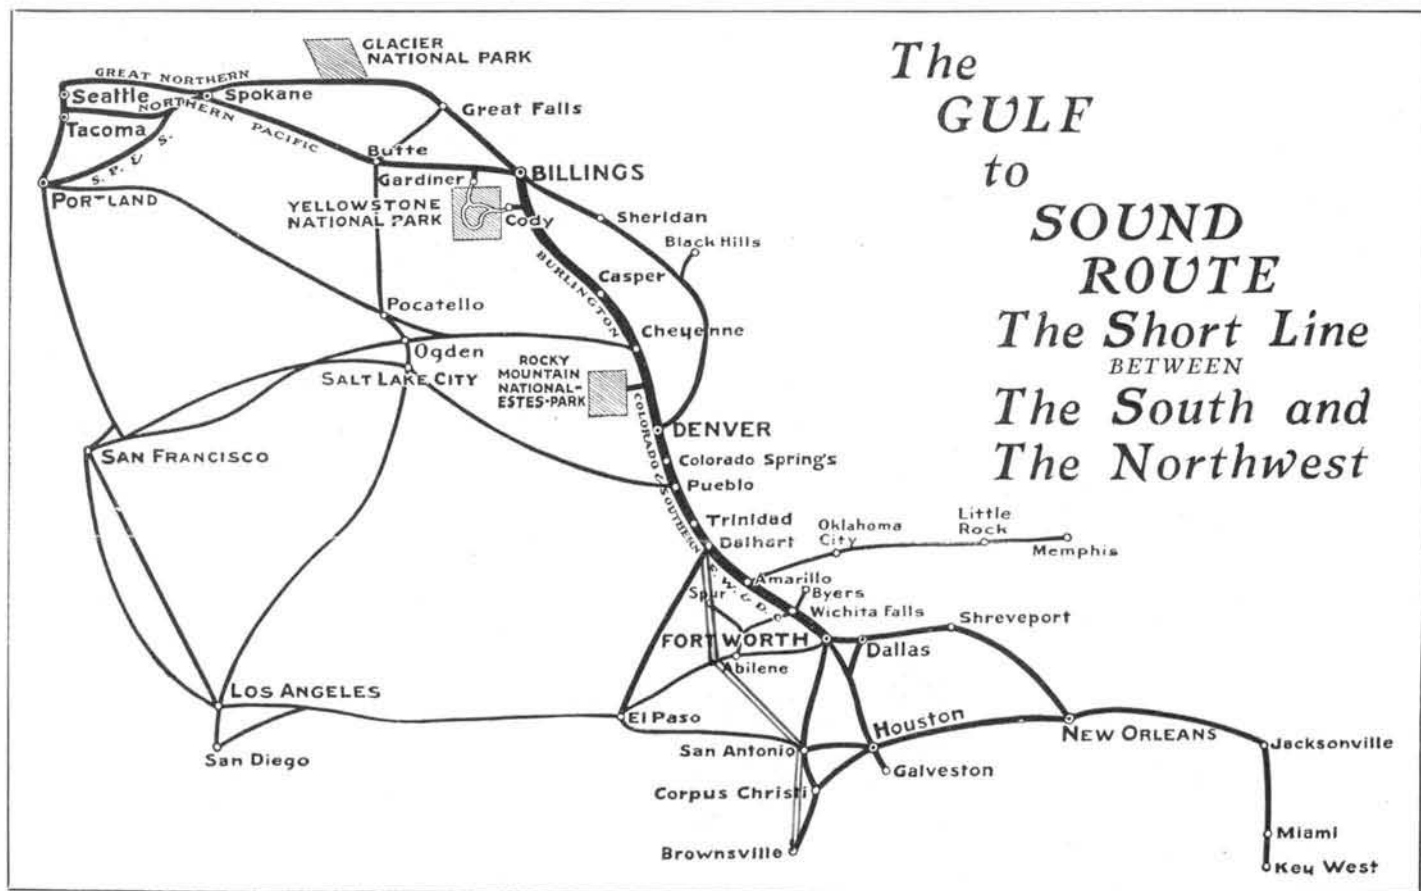 The
GULF
to
SOUND
ROUTE
The Short Line
BETWEEN
The South and
The Northwest
GLACIER
NATIONAL PARK
GREAT NORTHERN
Seattle
Spokane
NORTHERN PACIFIC
Great Falls
Tacoma
S. P. & S.
Butte
BILLINGS
Gardiner
PORTLAND
YELLOWSTONE
NATIONAL PARK
Cody
Sheridan
Black Hills
BURLINGTON
Casper
Pocatello
Cheyenne
Ogden
SALT LAKE CITY
ROCKY
MOUNTAIN
NATIONAL-
ESTES-PARK
COLORADO & SOUTHERN
DENVER
SAN FRANCISCO
Colorado Spring's
Pueblo
Trinidad
Dalhart
Oklahoma
City
Little
Rock
Memphis
Amarillo
Spur
F. W. & D.
Byers
Wichita Falls
Shreveport
FORT WORTH
Dallas
Abilene
LOS ANGELES
El Paso
Houston
NEW ORLEANS
San Diego
San Antonio
Jacksonville
Galveston
Corpus Christi
Miami
Brownsville
Key West